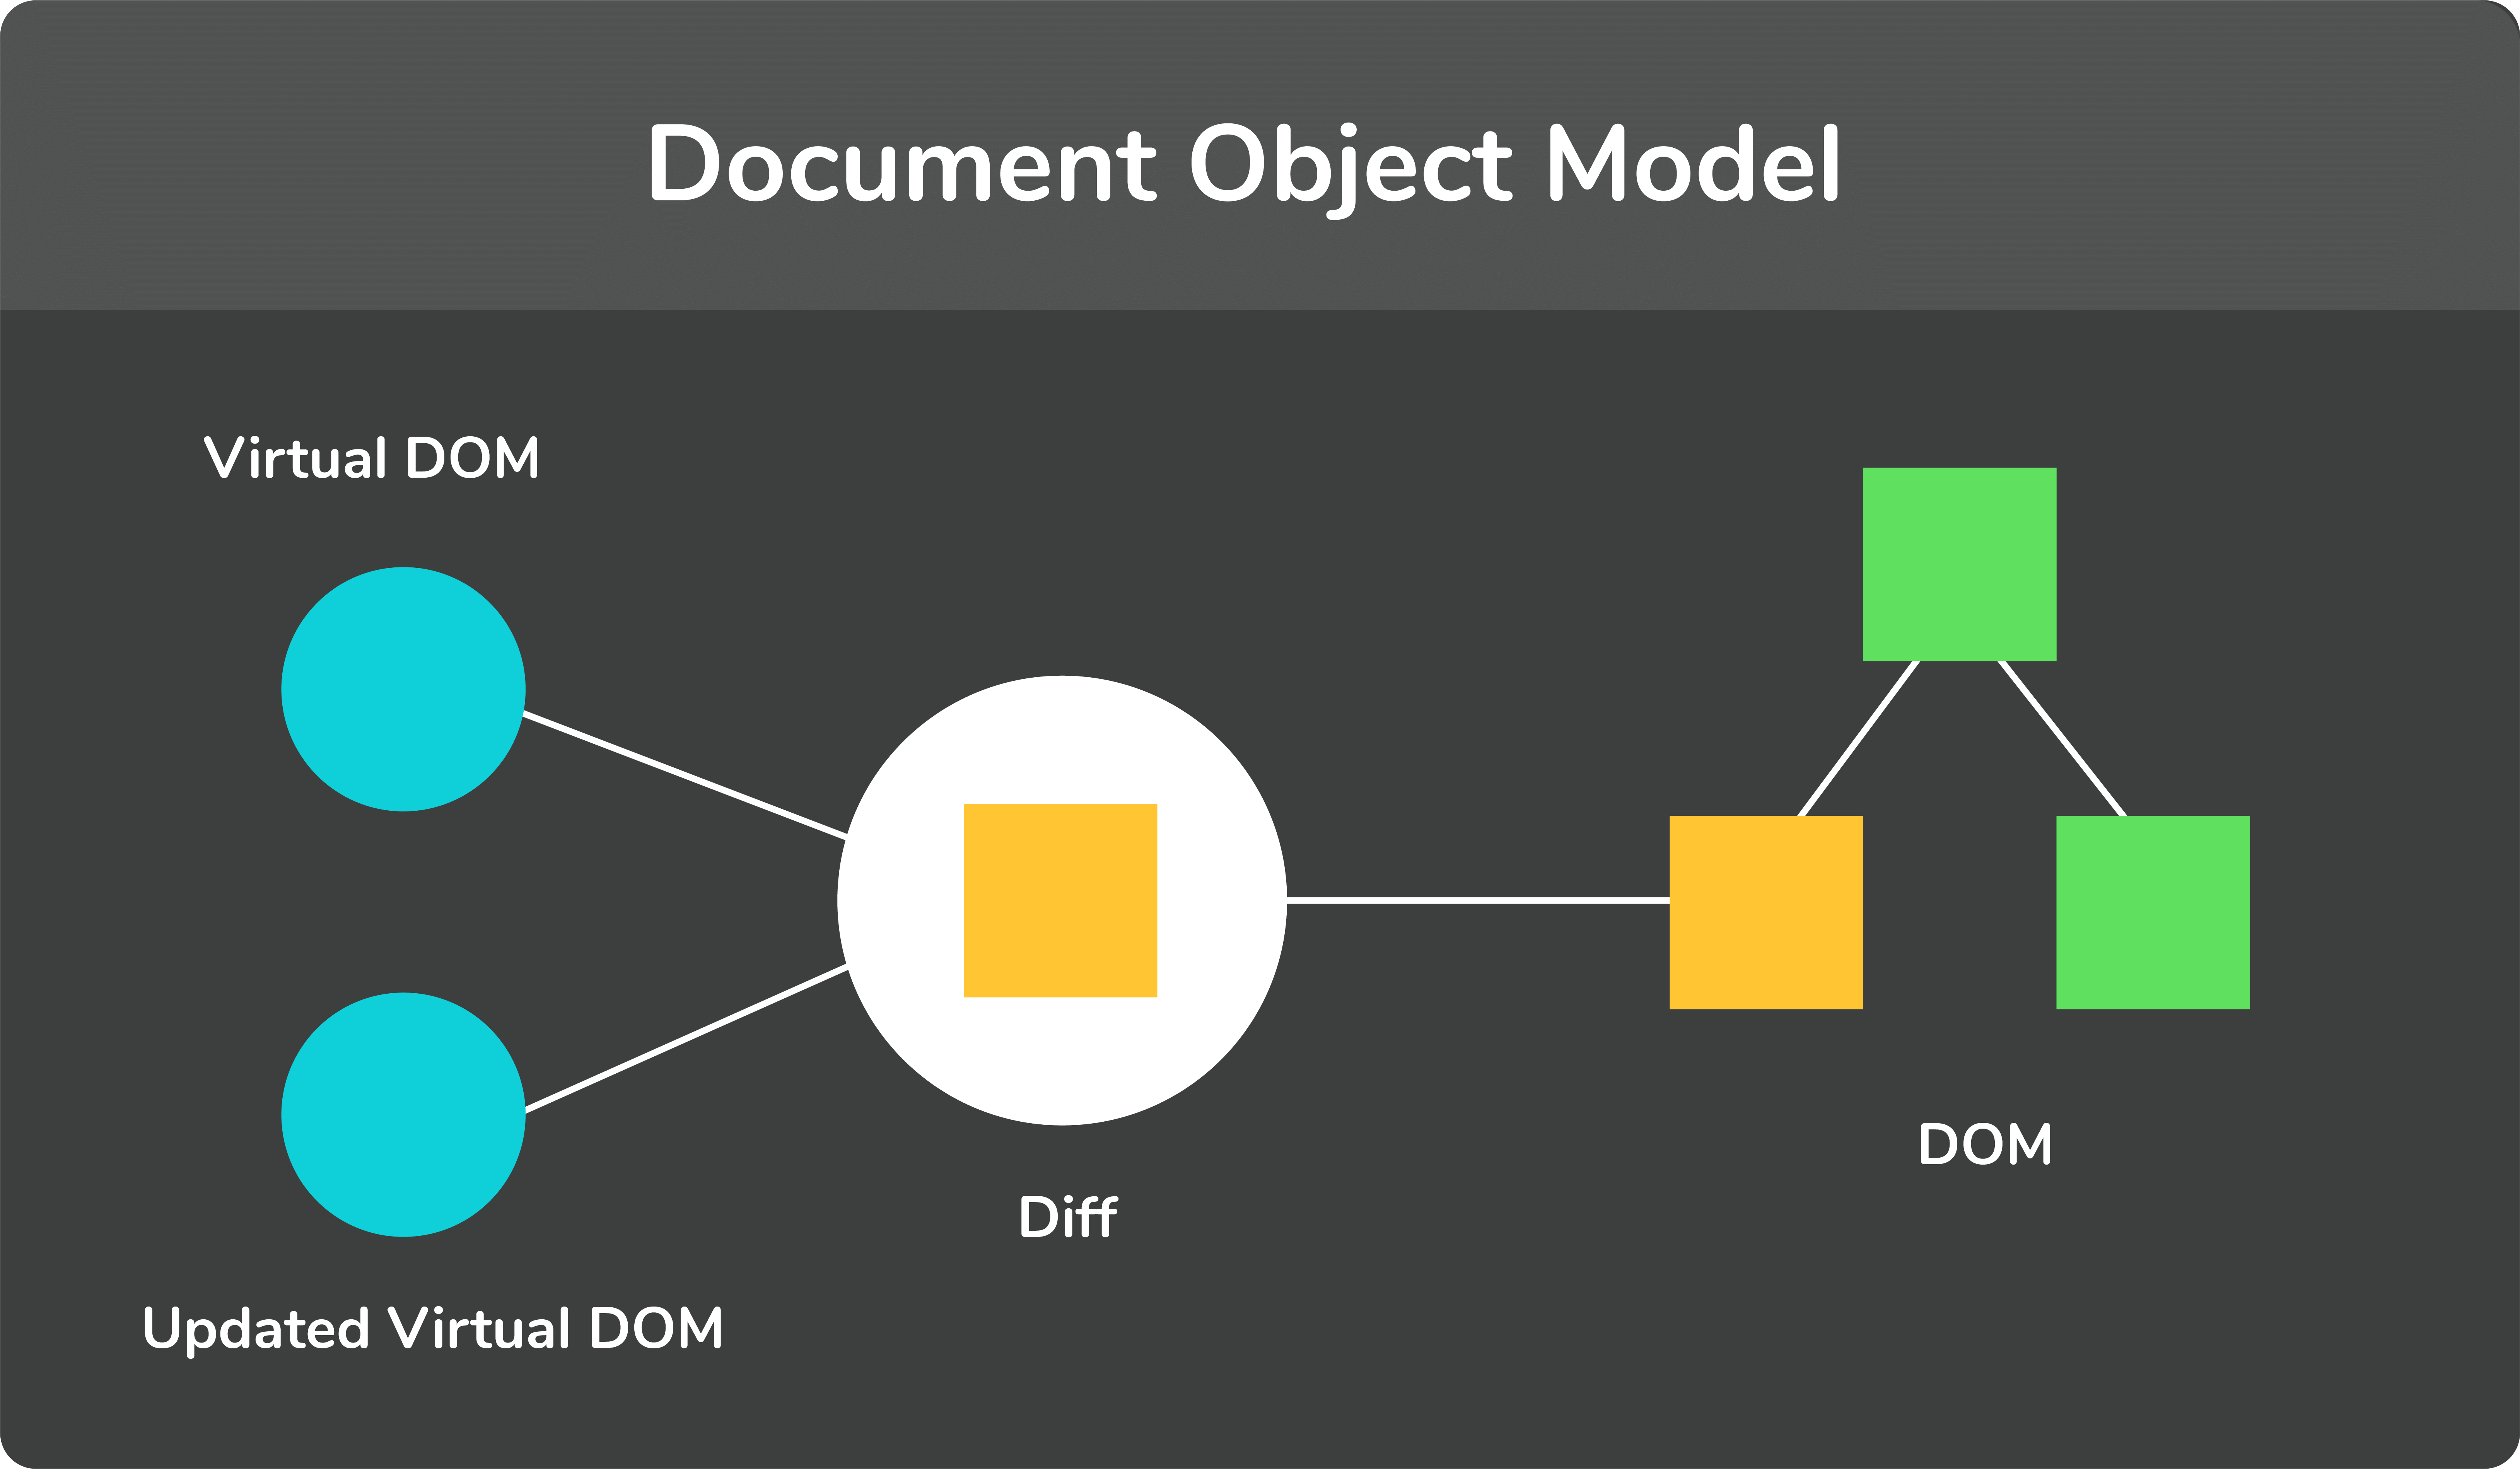 Document Object Model
Virtual DOM
DOM
Diff
Updated Virtual DOM